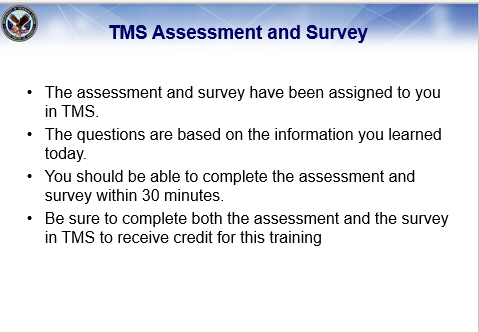 TMS Assessment and Survey
• The assessment and survey have been assigned to you
in TMS.
• The questions are based on the information you learned
today.
• You should be able to complete the assessment and
survey within 30 minutes.
• Be sure to complete both the assessment and the survey
in TMS to receive credit for this training